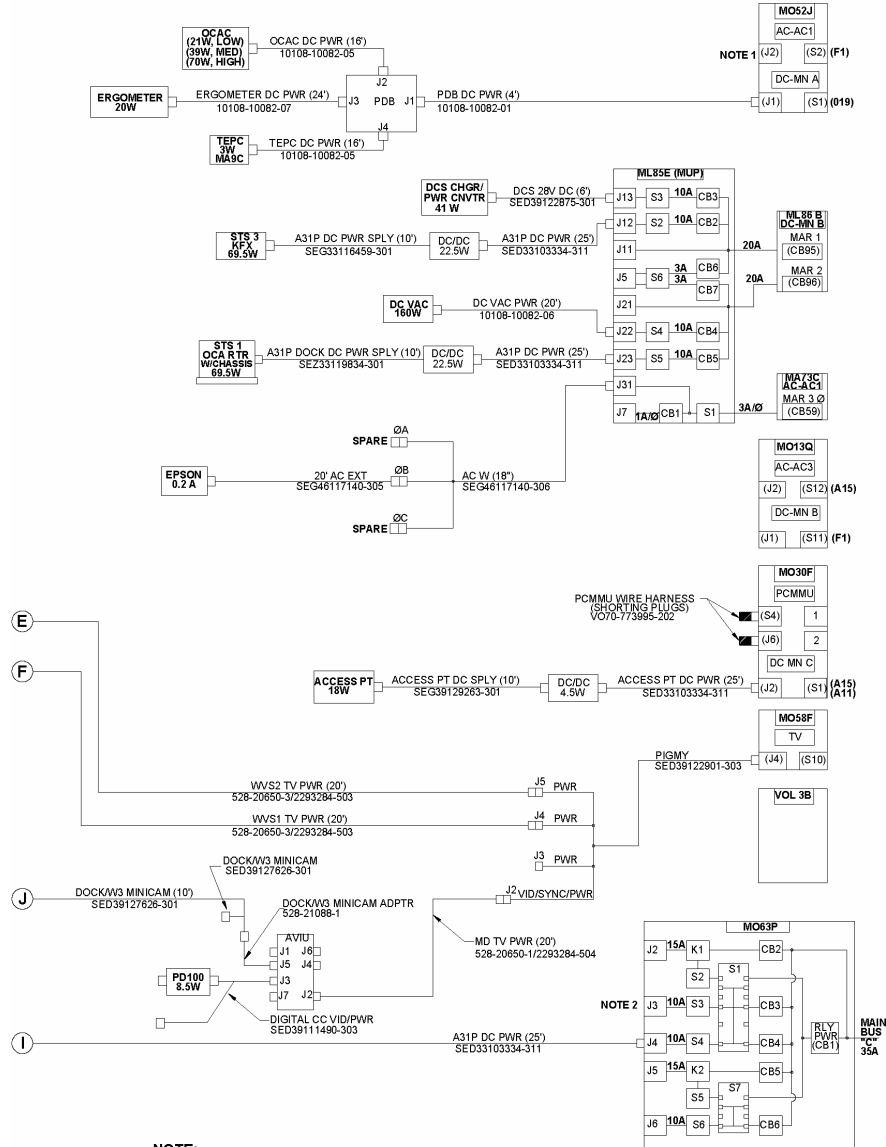 OCAC
(21W, LOW)
(39W, MED)
(70W, HIGH)
OCAC DC PWR (16')
10108-10082-05
ERGOMETER
20W
ERGOMETER DC PWR (24')
10108-10082-07
J2
J3 PDB J1
J4
PDB DC PWR (4')
10108-10082-01
TEPC
3W
MA9C
TEPC DC PWR (16')
10108-10082-05
MO52J
AC-AC1
NOTE 1 (J2) (S2) (F1)
DC-MN A
(J1) (S1) (019)
ML85E (MUP)
DCS CHGR/
PWR CNVTR
41 W
DCS 28V DC (6')
SED39122875-301
J13 S3 10A CB3
J12 S2 10A CB2
J11
J5 S6 3A CB6
3A CB7
J21
J22 S4 10A CB4
J23 S5 10A CB5
J31
J7 1A/Ø CB1 S1 3A/Ø
STS 3
KFX
69.5W
A31P DC PWR SPLY (10')
SEG33116459-301
DC/DC
22.5W
A31P DC PWR (25')
SED33103334-311
20A
20A
ML86 B
DC-MN B
MAR 1
(CB95)
MAR 2
(CB96)
DC VAC
160W
DC VAC PWR (20')
10108-10082-06
STS 1
OCA RTR
W/CHASSIS
69.5W
A31P DOCK DC PWR SPLY (10')
SEZ33119834-301
DC/DC
22.5W
A31P DC PWR (25')
SED33103334-311
MA73C
AC-AC1
MAR 3 Ø
(CB59)
SPARE ØA
EPSON
0.2 A
20' AC EXT
SEG46117140-305
ØB
AC W (18")
SEG46117140-306
SPARE ØC
MO13Q
AC-AC3
(J2) (S12) (A15)
DC-MN B
(J1) (S11) (F1)
MO30F
PCMMU
PCMMU WIRE HARNESS
(SHORTING PLUGS)
VO70-773995-202
(S4) 1
(J6) 2
DC MN C
(J2) (S1) (A15)
(A11)
E
F
ACCESS PT
18W
ACCESS PT DC SPLY (10')
SEG39129263-301
DC/DC
4.5W
ACCESS PT DC PWR (25')
SED33103334-311
MO58F
TV
(J4) (S10)
PIGMY
SED39122901-303
WVS2 TV PWR (20')
528-20650-3/2293284-503
J5 PWR
WVS1 TV PWR (20')
528-20650-3/2293284-503
J4 PWR
J3 PWR
J2 VID/SYNC/PWR
VOL 3B
DOCK/W3 MINICAM
SED39127626-301
J
DOCK/W3 MINICAM (10')
SED39127626-301
DOCK/W3 MINICAM ADPTR
528-21088-1
AVIU
J1 J6
J5 J4
J3
J7 J2
MD TV PWR (20')
528-20650-1/2293284-504
PD100
8.5W
DIGITAL CC VID/PWR
SED39111490-303
I
A31P DC PWR (25')
SED33103334-311
MO63P
J2 15A K1 CB2
S2 S1
NOTE 2 J3 10A S3 CB3
J4 10A S4 CB4
J5 15A K2 CB5
S5 S7
J6 10A S6 CB6
RLY
PWR
(CB1)
MAIN
BUS
"C"
35A
NOTE: